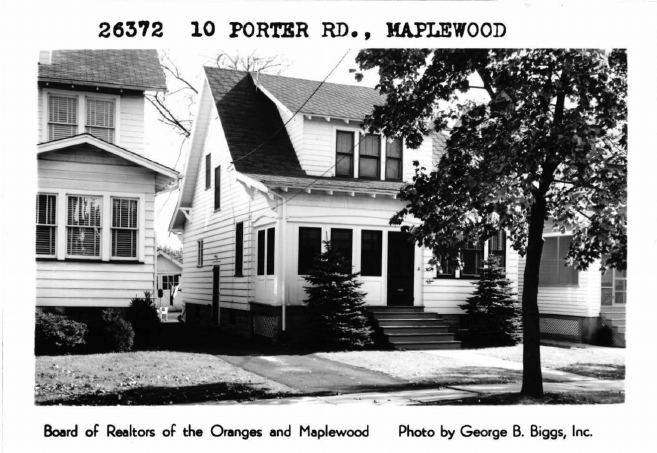 26372 10 PORTER RD., MAPLEWOOD
Board of Realtors of the Oranges and Maplewood Photo by George B. Biggs, Inc.